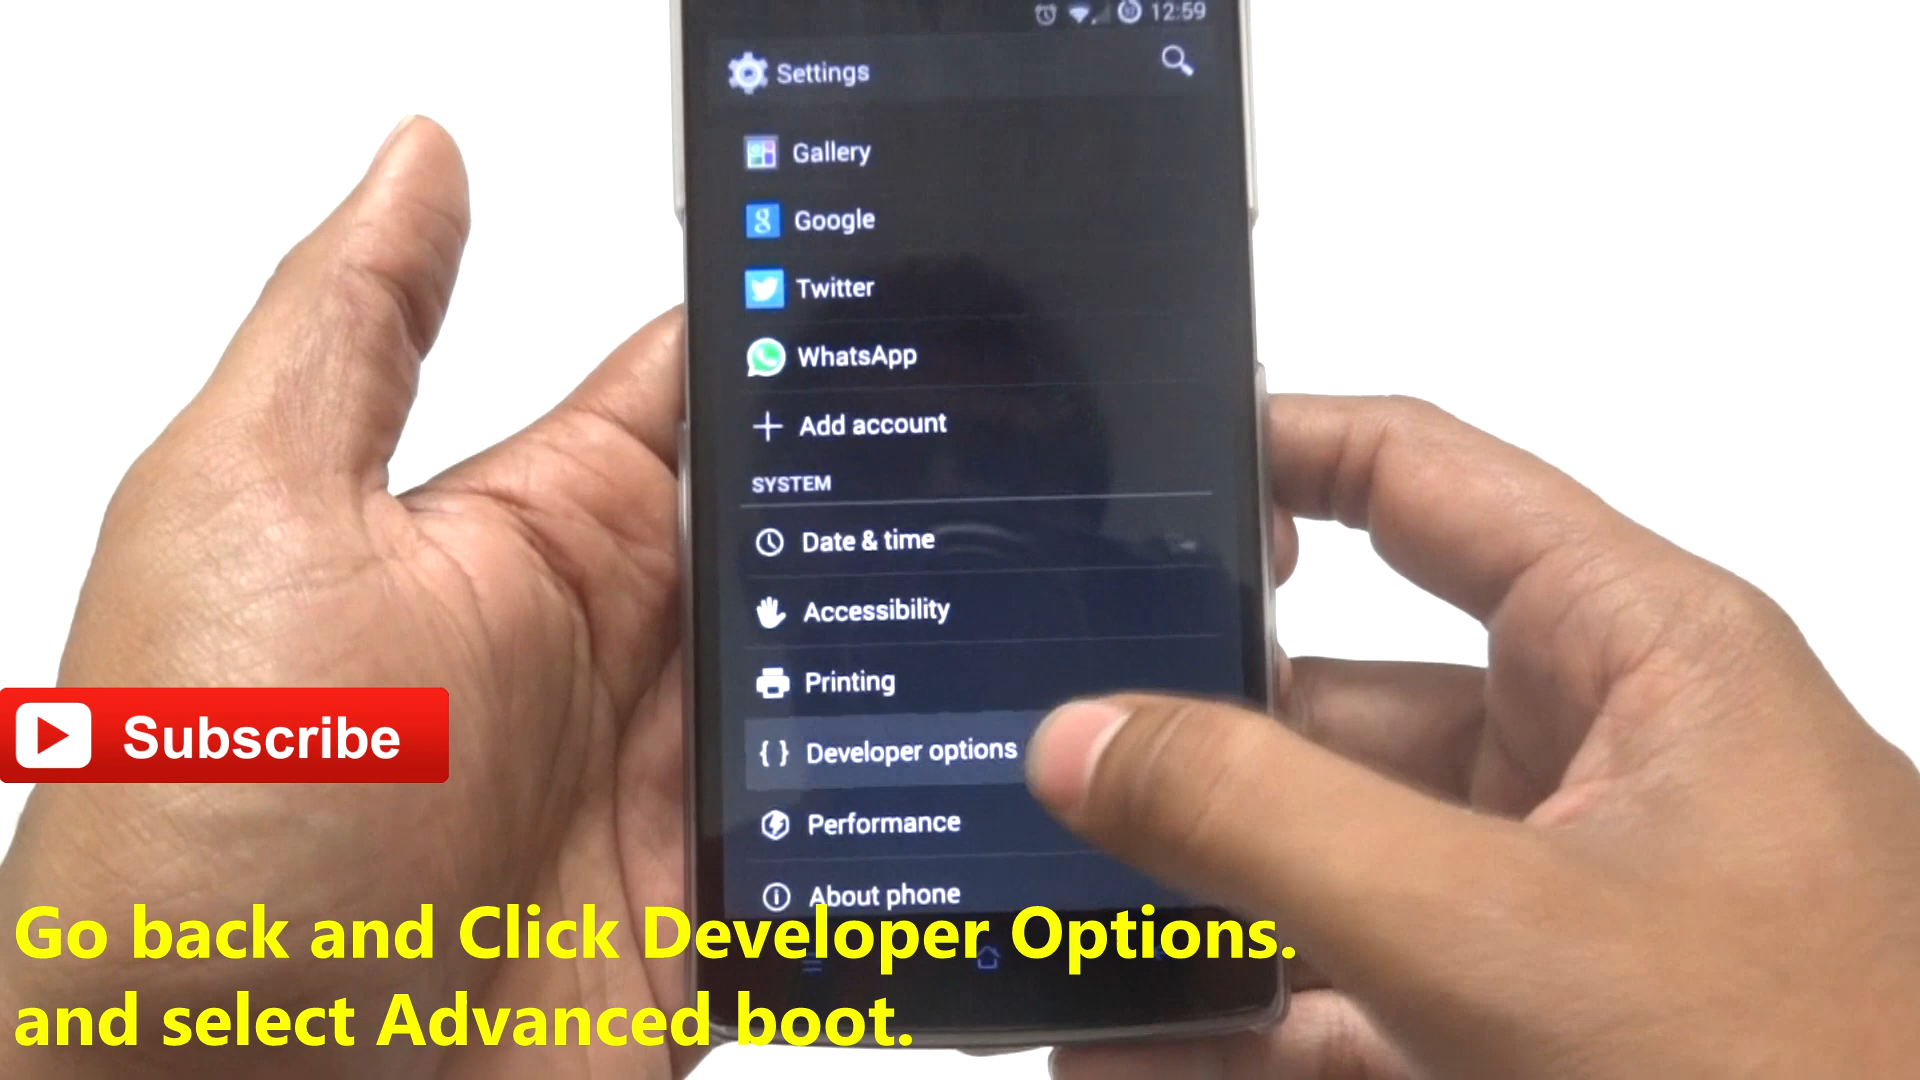 12:59
Settings
Gallery
Google
Twitter
WhatsApp
Add account
SYSTEM
Date & time
Accessibility
Printing
Developer options
Performance
About phone
Subscribe
Go back and Click Developer Options.
and select Advanced boot.